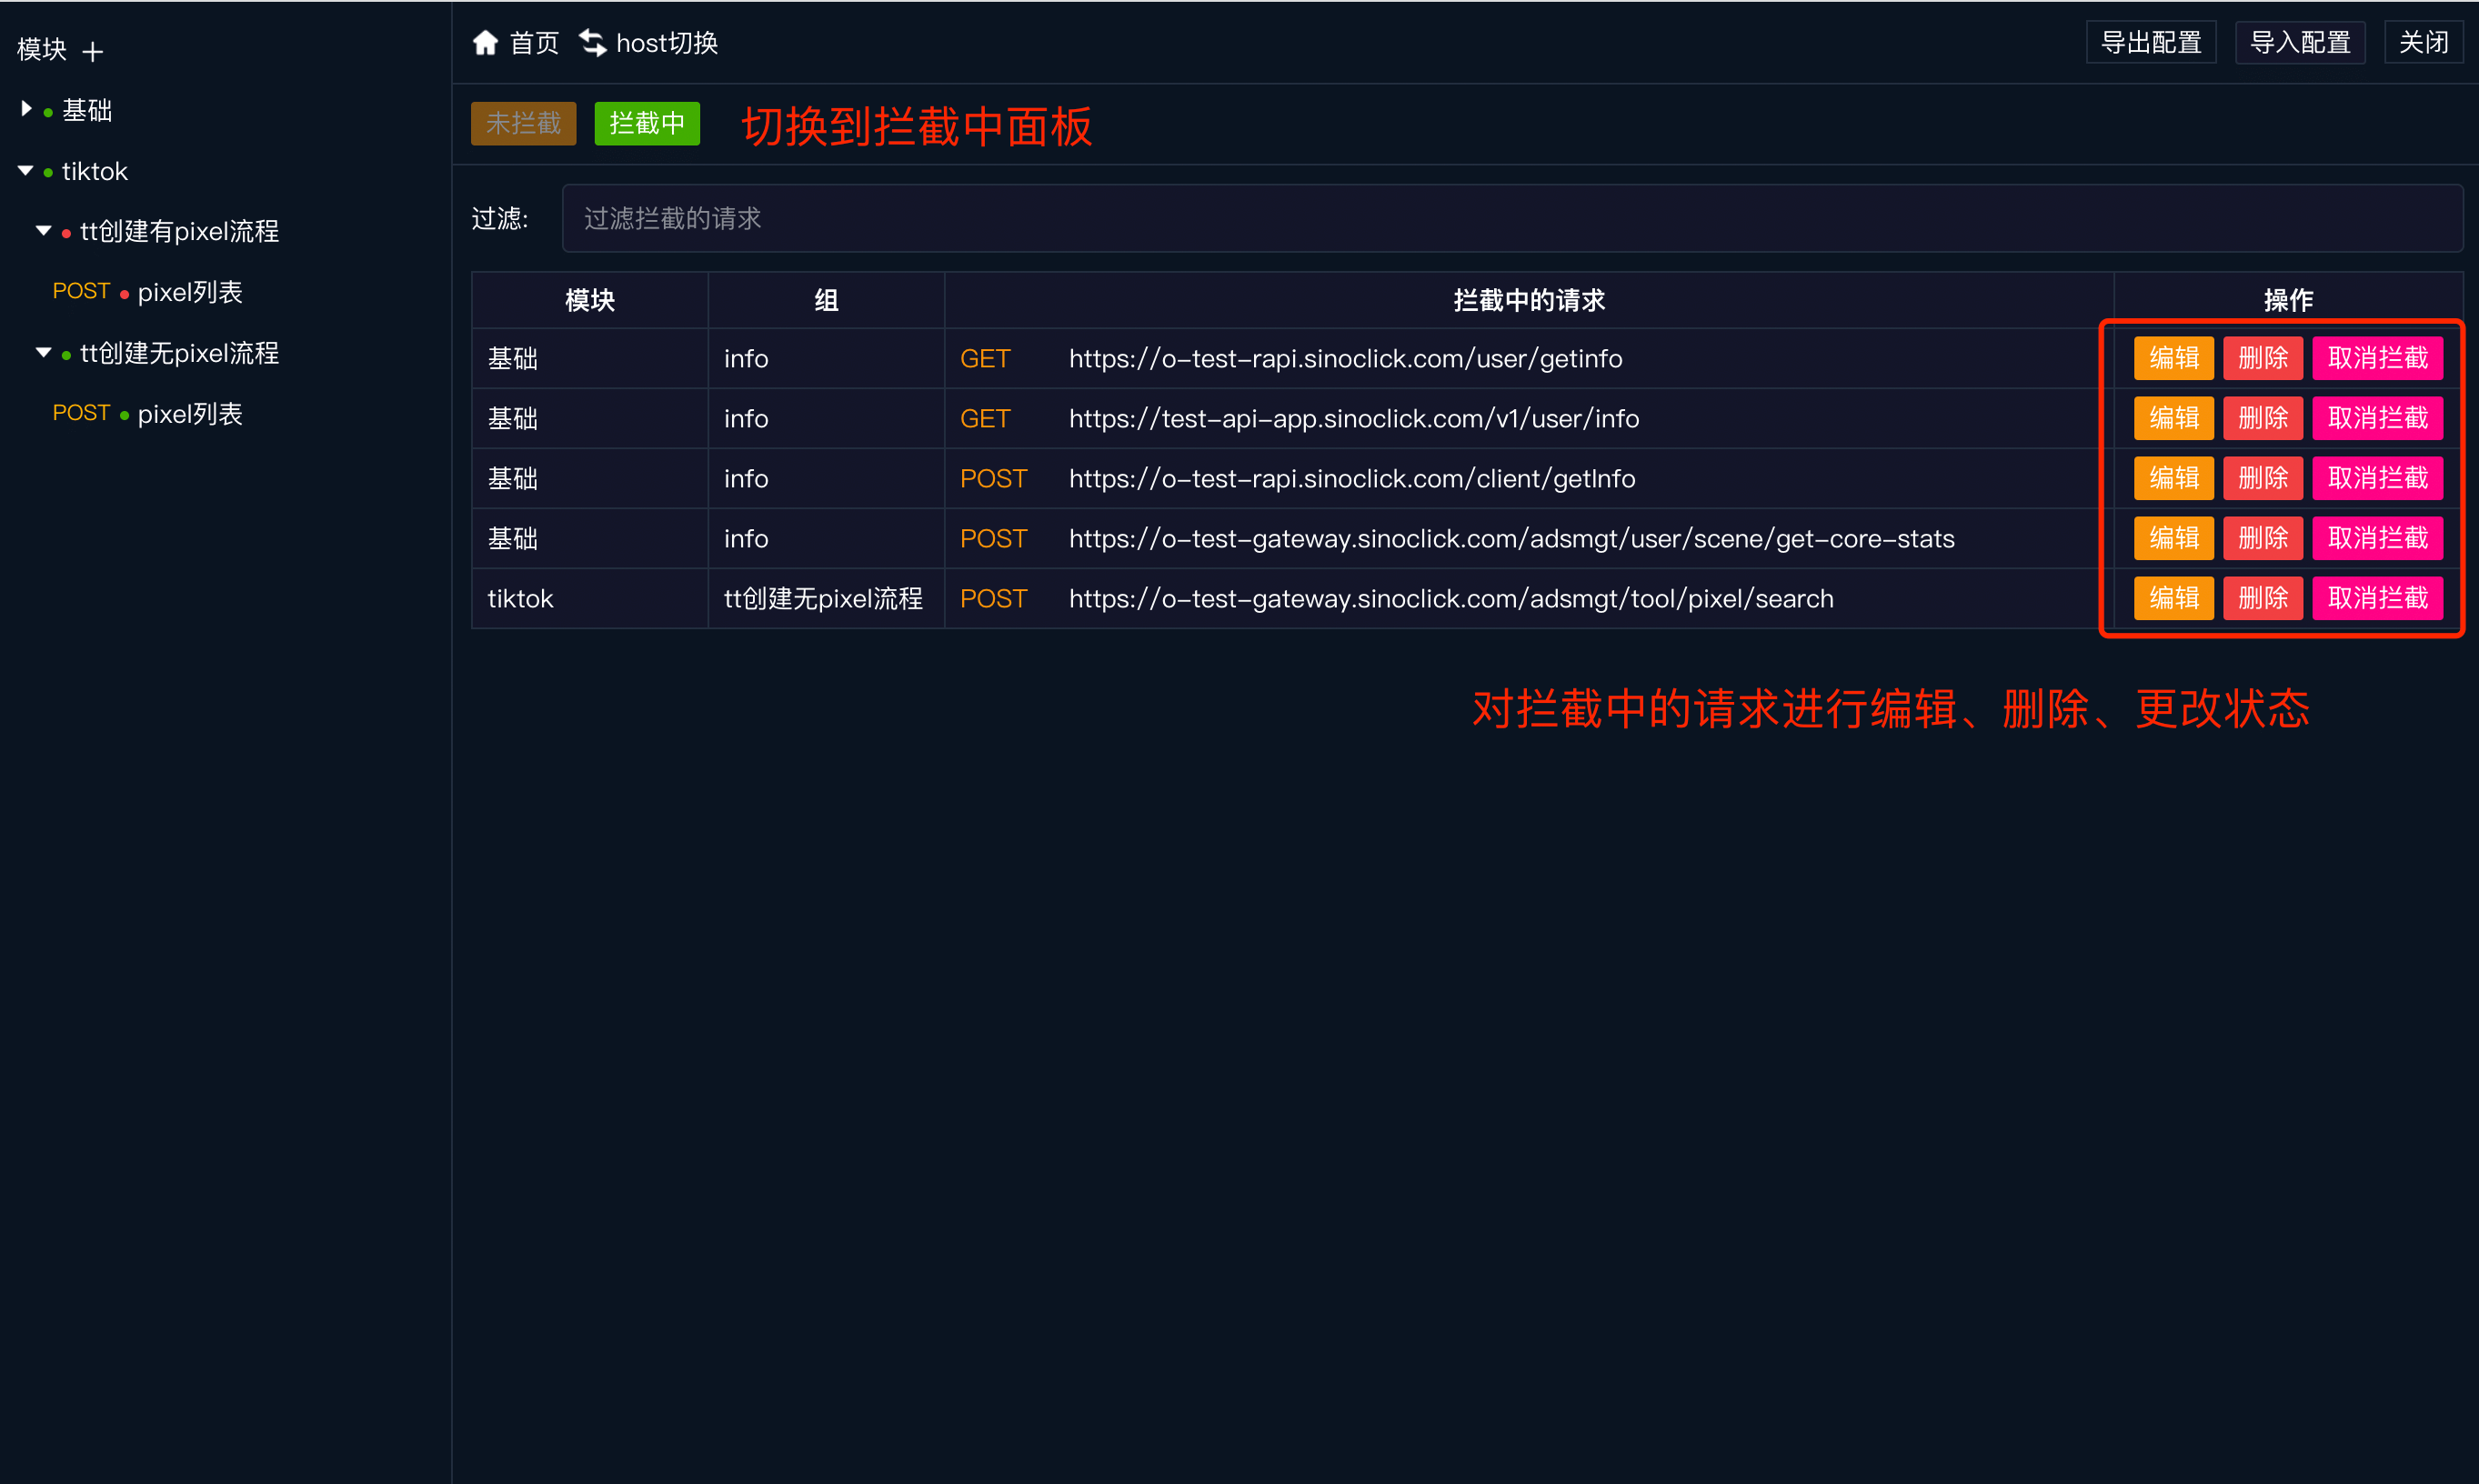 模块 +
基础
tiktok
tt创建有pixel流程
POST pixel列表
tt创建无pixel流程
POST pixel列表
首页 host切换 导出配置 导入配置 关闭
未拦截 拦截中 切换到拦截中面板
过滤: 过滤拦截的请求
模块 组 拦截中的请求 操作
基础 info GET https://o-test-rapi.sinoclick.com/user/getinfo 编辑 删除 取消拦截
基础 info GET https://test-api-app.sinoclick.com/v1/user/info 编辑 删除 取消拦截
基础 info POST https://o-test-rapi.sinoclick.com/client/getInfo 编辑 删除 取消拦截
基础 info POST https://o-test-gateway.sinoclick.com/adsmgt/user/scene/get-core-stats 编辑 删除 取消拦截
tiktok tt创建无pixel流程 POST https://o-test-gateway.sinoclick.com/adsmgt/tool/pixel/search 编辑 删除 取消拦截
对拦截中的请求进行编辑、删除、更改状态